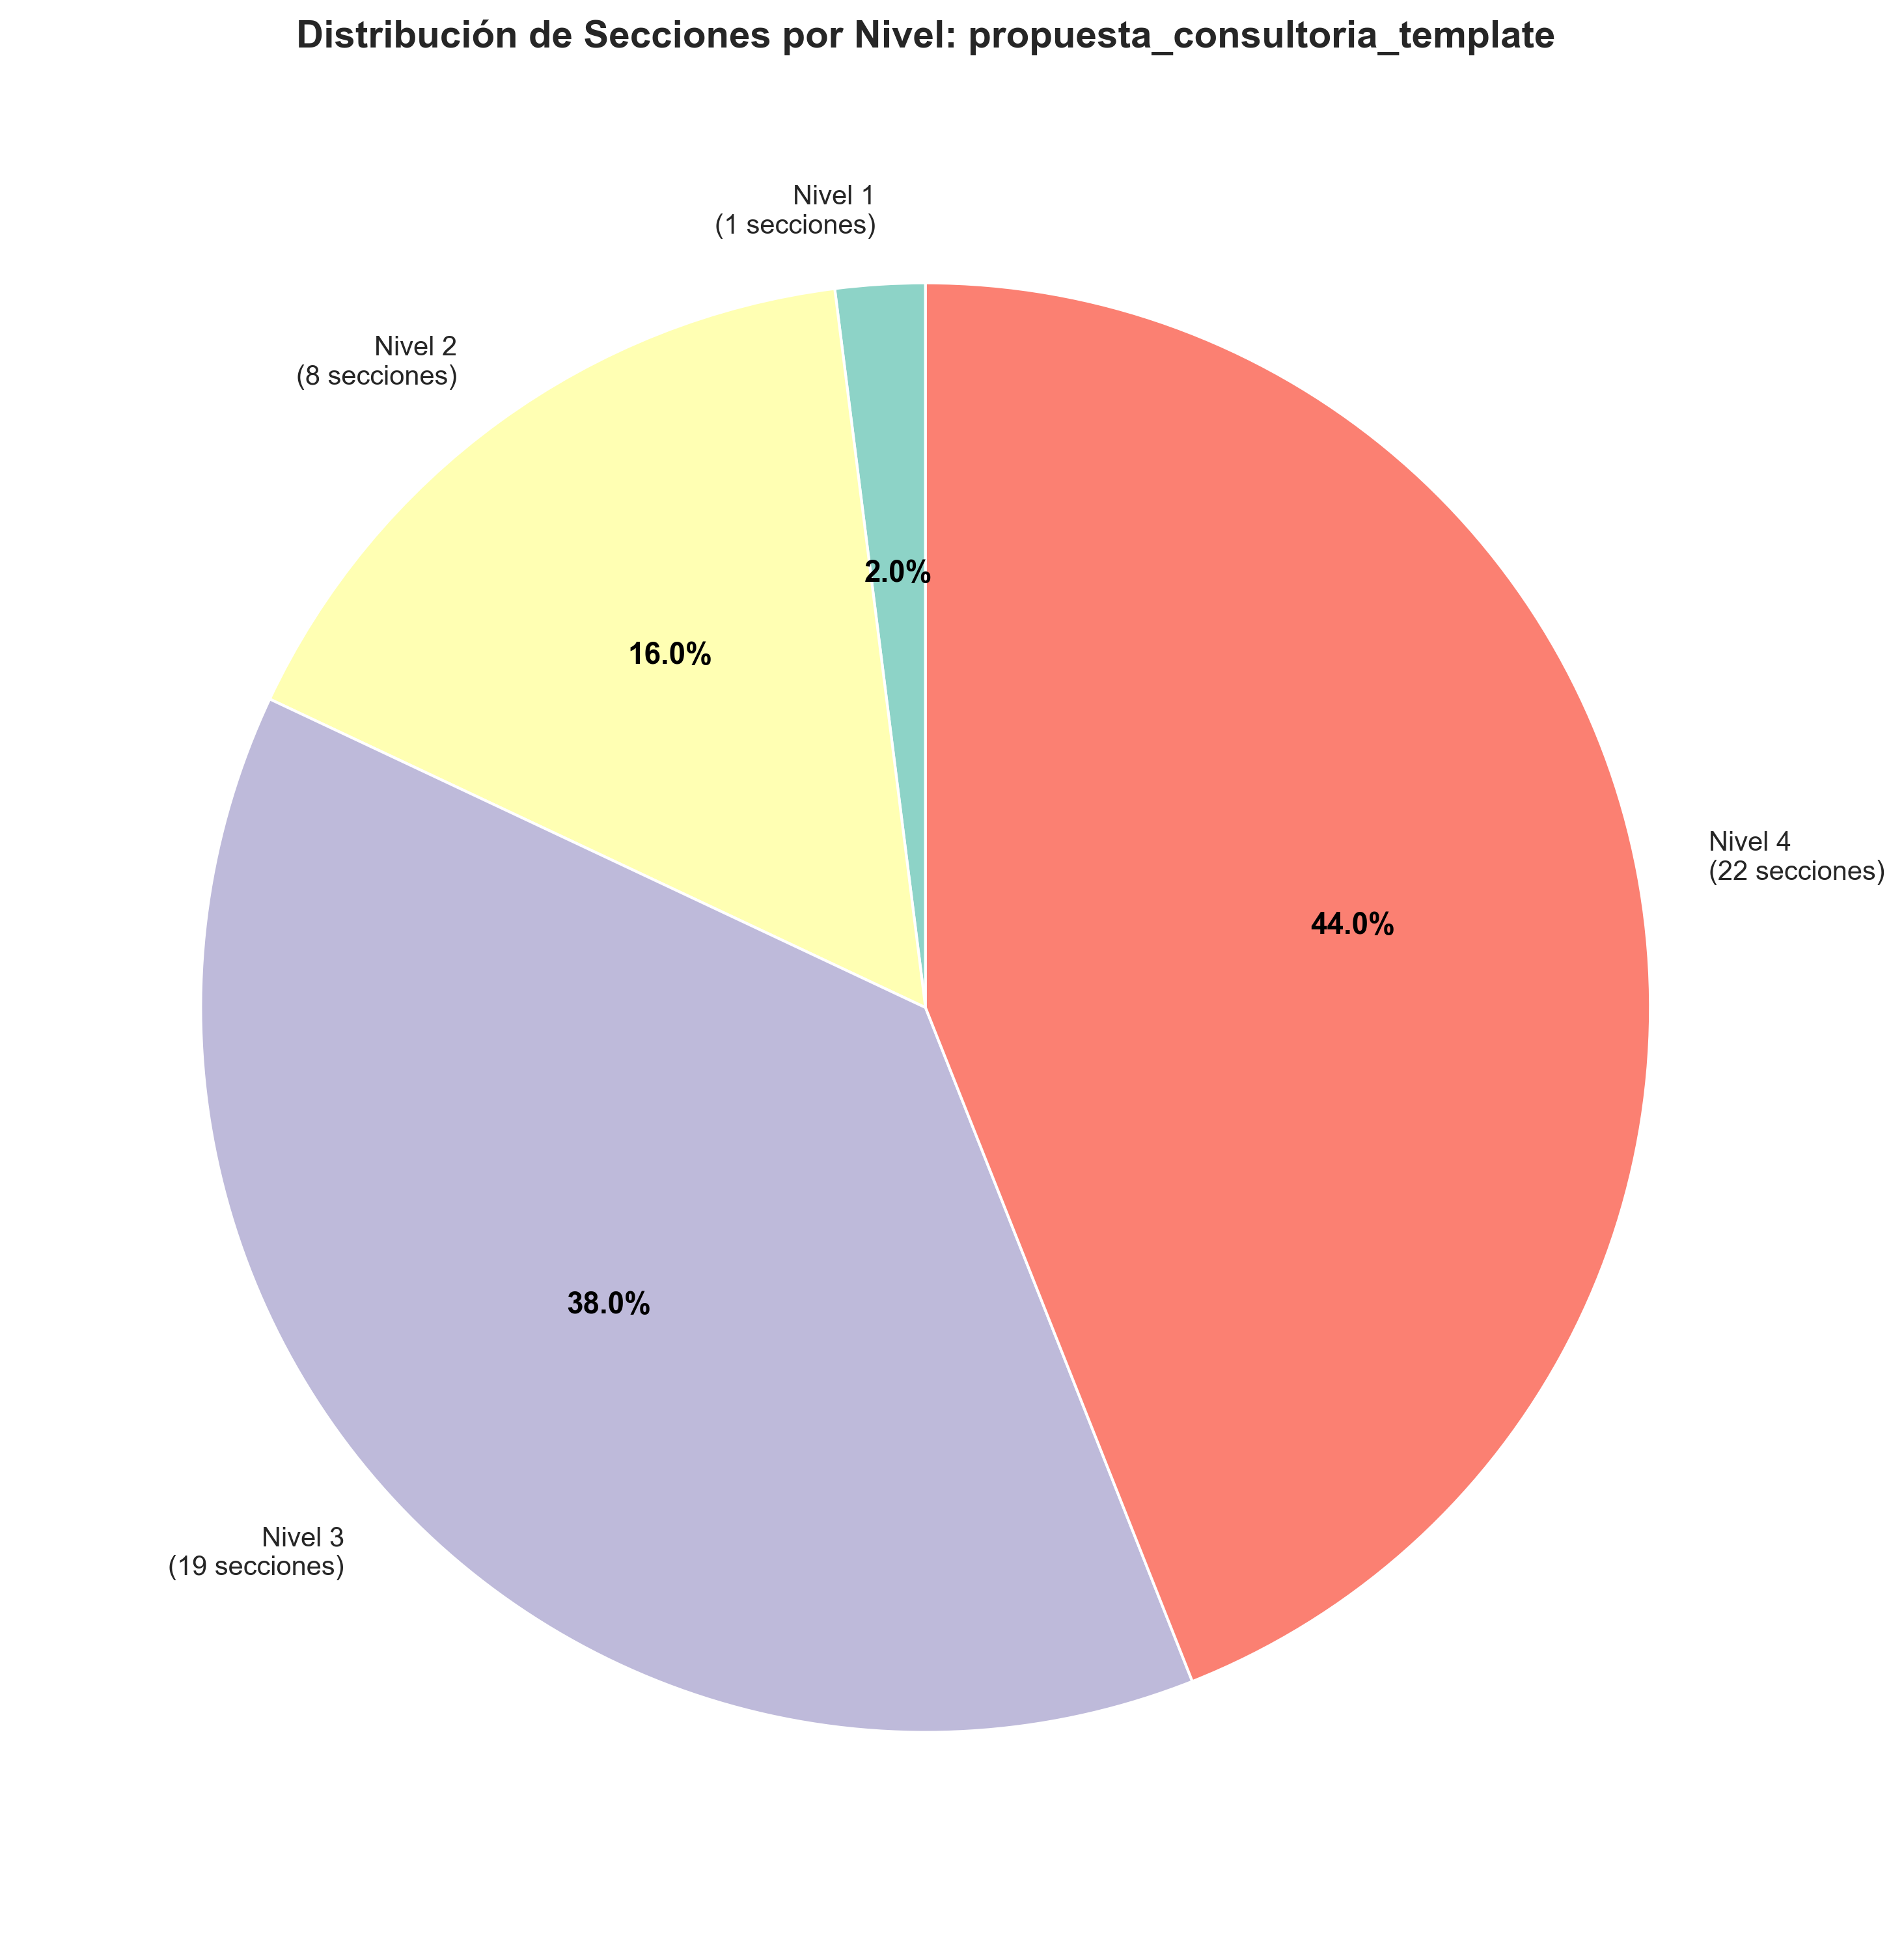 Distribución de Secciones por Nivel: propuesta_consultoria_template
Nivel 1
(1 secciones)
Nivel 2
(8 secciones)
2.0%
16.0%
Nivel 4
(22 secciones)
44.0%
38.0%
Nivel 3
(19 secciones)